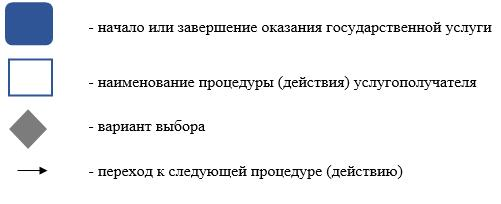 - начало или завершение оказания государственной услуги
- наименование процедуры (действия) услугополучателя
- вариант выбора
- переход к следующей процедуре (действию)